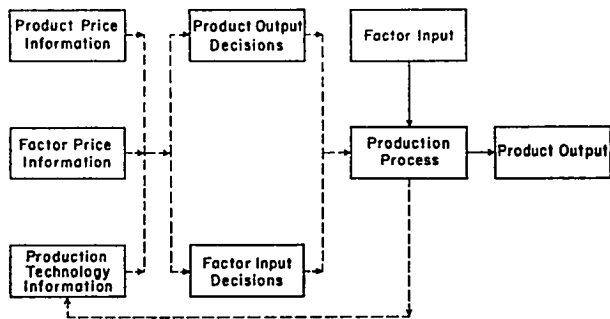 Product Price
Information
Product Output
Decisions
Factor Input
Factor Price
Information
Production
Process
Product Output
Production
Technology
Information
Factor Input
Decisions